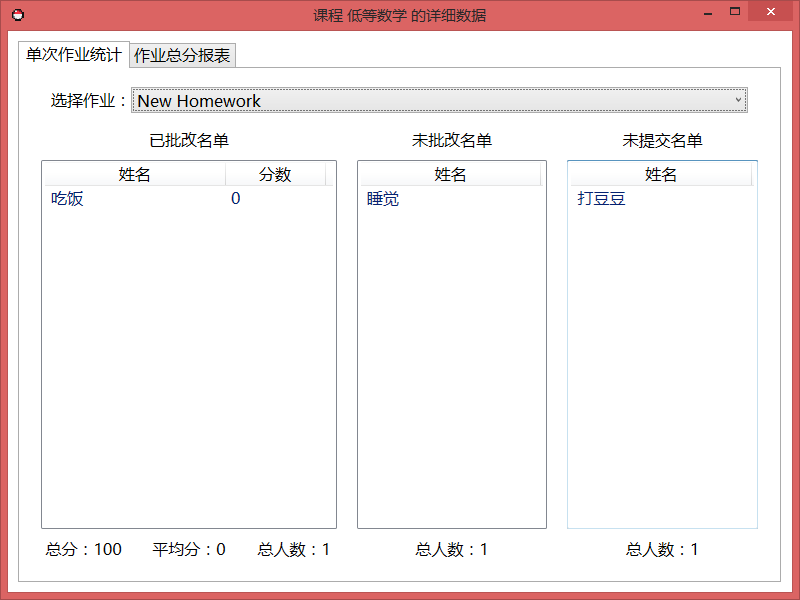 课程 低等数学 的详细数据
单次作业统计 作业总分报表
选择作业： New Homework
已批改名单 未批改名单 未提交名单
姓名 分数 姓名 姓名
吃饭 0 睡觉 打豆豆
总分：100 平均分：0 总人数：1 总人数：1 总人数：1